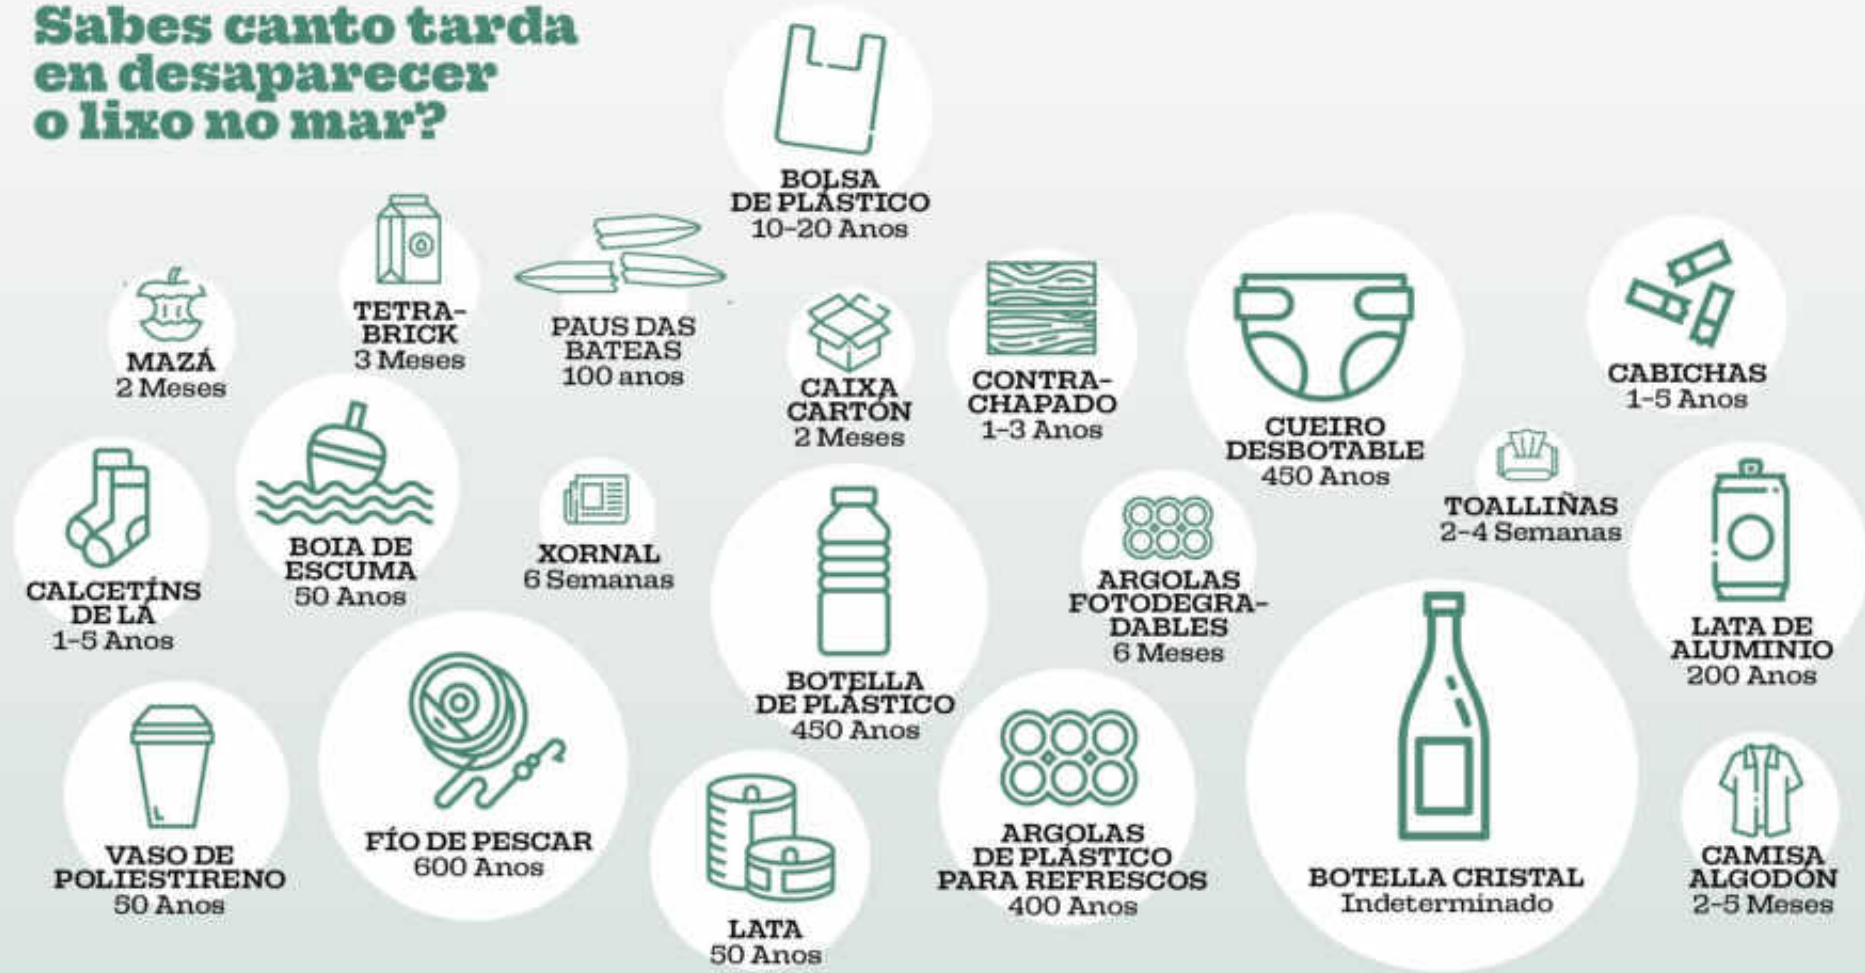 Sabes canto tarda
en desaparecer
o lixo no mar?
BOLSA
DE PLÁSTICO
10-20 Anos
MAZÁ
2 Meses
TETRA-
BRICK
3 Meses
PAUS DAS
BATEAS
100 anos
CAIXA
CARTÓN
2 Meses
CONTRA-
CHAPADO
1-3 Anos
CUEIRO
DESBOTABLE
450 Anos
CABICHAS
1-5 Anos
CALCETÍNS
DE LÁ
1-5 Anos
BOIA DE
ESCUMA
50 Anos
XORNAL
6 Semanas
BOTELLA
DE PLÁSTICO
450 Anos
ARGOLAS
FOTODEGRA-
DABLES
6 Meses
TOALLIÑAS
2-4 Semanas
LATA DE
ALUMINIO
200 Anos
VASO DE
POLIESTIRENO
50 Anos
FÍO DE PESCAR
600 Anos
LATA
50 Anos
ARGOLAS
DE PLÁSTICO
PARA REFRESCOS
400 Anos
BOTELLA CRISTAL
Indeterminado
CAMISA
ALGODÓN
2-5 Meses